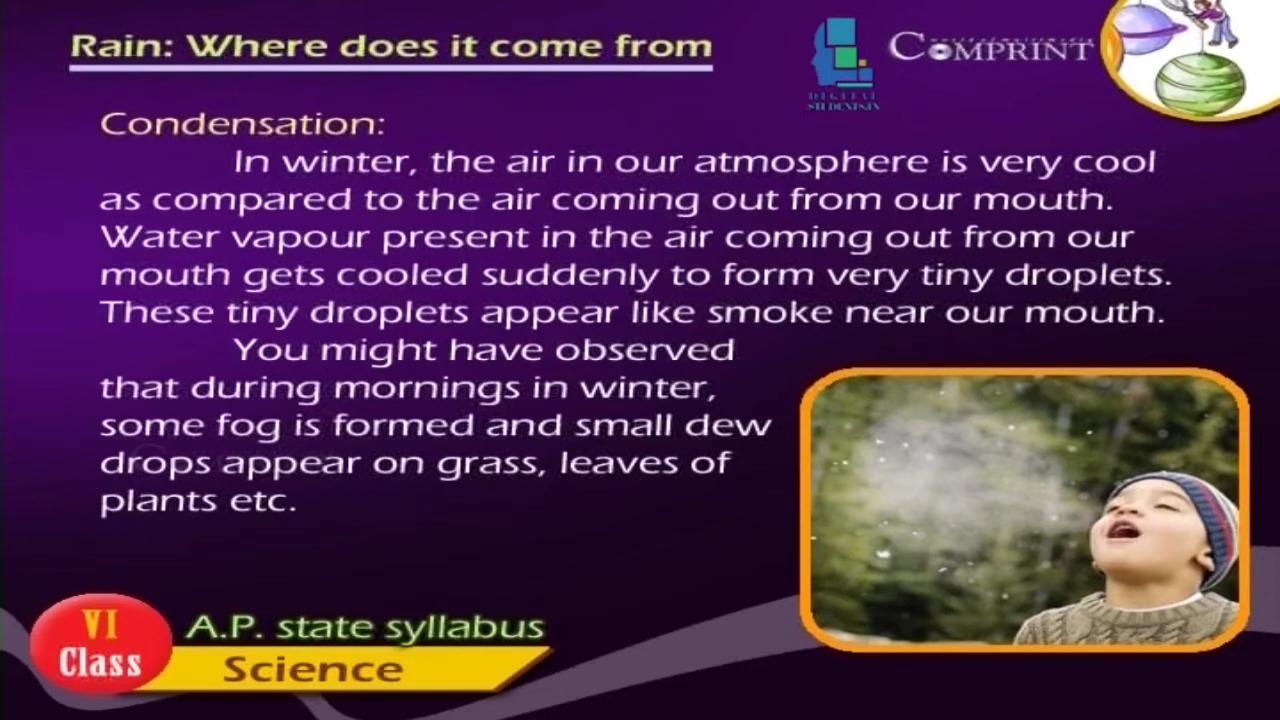 Rain: Where does it come from
COMPRINT
DIGITAL
STUDENTS.IN
Condensation:
In winter, the air in our atmosphere is very cool
as compared to the air coming out from our mouth.
Water vapour present in the air coming out from our
mouth gets cooled suddenly to form very tiny droplets.
These tiny droplets appear like smoke near our mouth.
You might have observed
that during mornings in winter,
some fog is formed and small dew
drops appear on grass, leaves of
plants etc.
VI
Class
A.P. state syllabus
Science